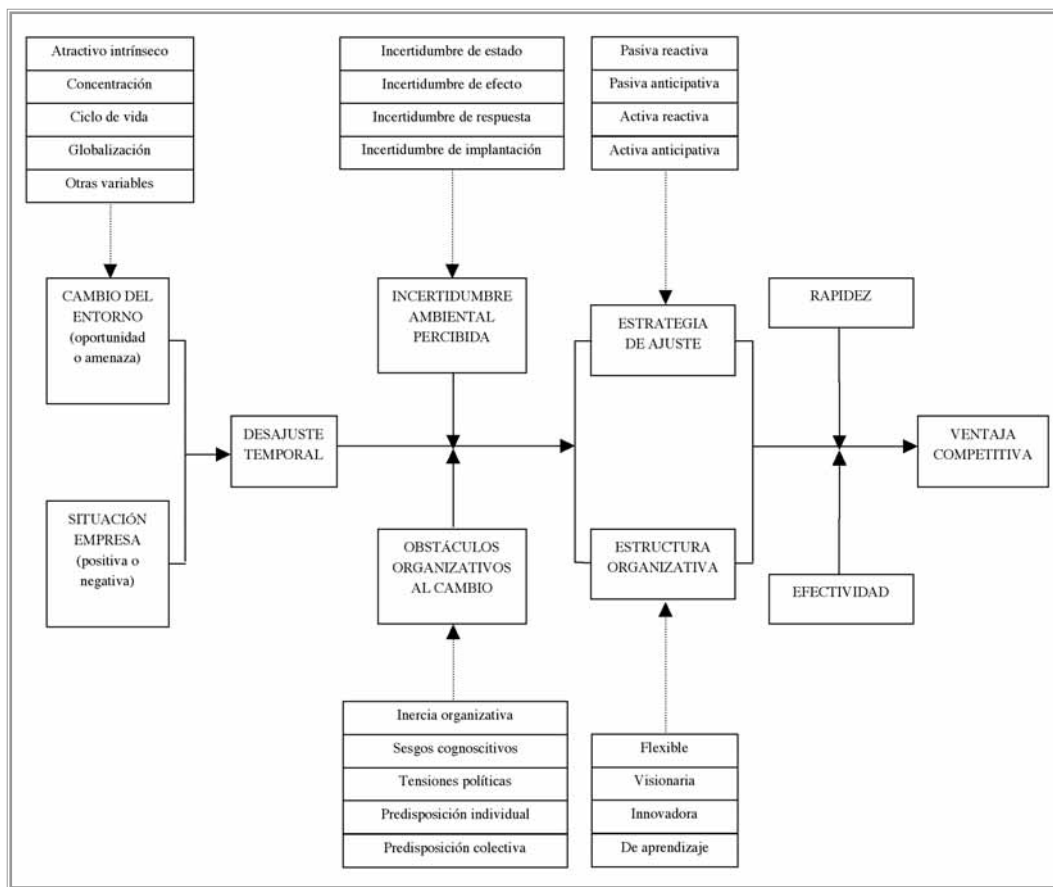 Atractivo intrínseco
Concentración
Ciclo de vida
Globalización
Otras variables
Incertidumbre de estado
Incertidumbre de efecto
Incertidumbre de respuesta
Incertidumbre de implantación
Pasiva reactiva
Pasiva anticipativa
Activa reactiva
Activa anticipativa
CAMBIO DEL
ENTORNO
(oportunidad
o amenaza)
INCERTIDUMBRE
AMBIENTAL
PERCIBIDA
ESTRATEGIA
DE AJUSTE
RAPIDEZ
DESAJUSTE
TEMPORAL
VENTAJA
COMPETITIVA
SITUACIÓN
EMPRESA
(positiva o
negativa)
OBSTÁCULOS
ORGANIZATIVOS
AL CAMBIO
ESTRUCTURA
ORGANIZATIVA
EFECTIVIDAD
Inercia organizativa
Sesgos cognoscitivos
Tensiones políticas
Predisposición individual
Predisposición colectiva
Flexible
Visionaria
Innovadora
De aprendizaje